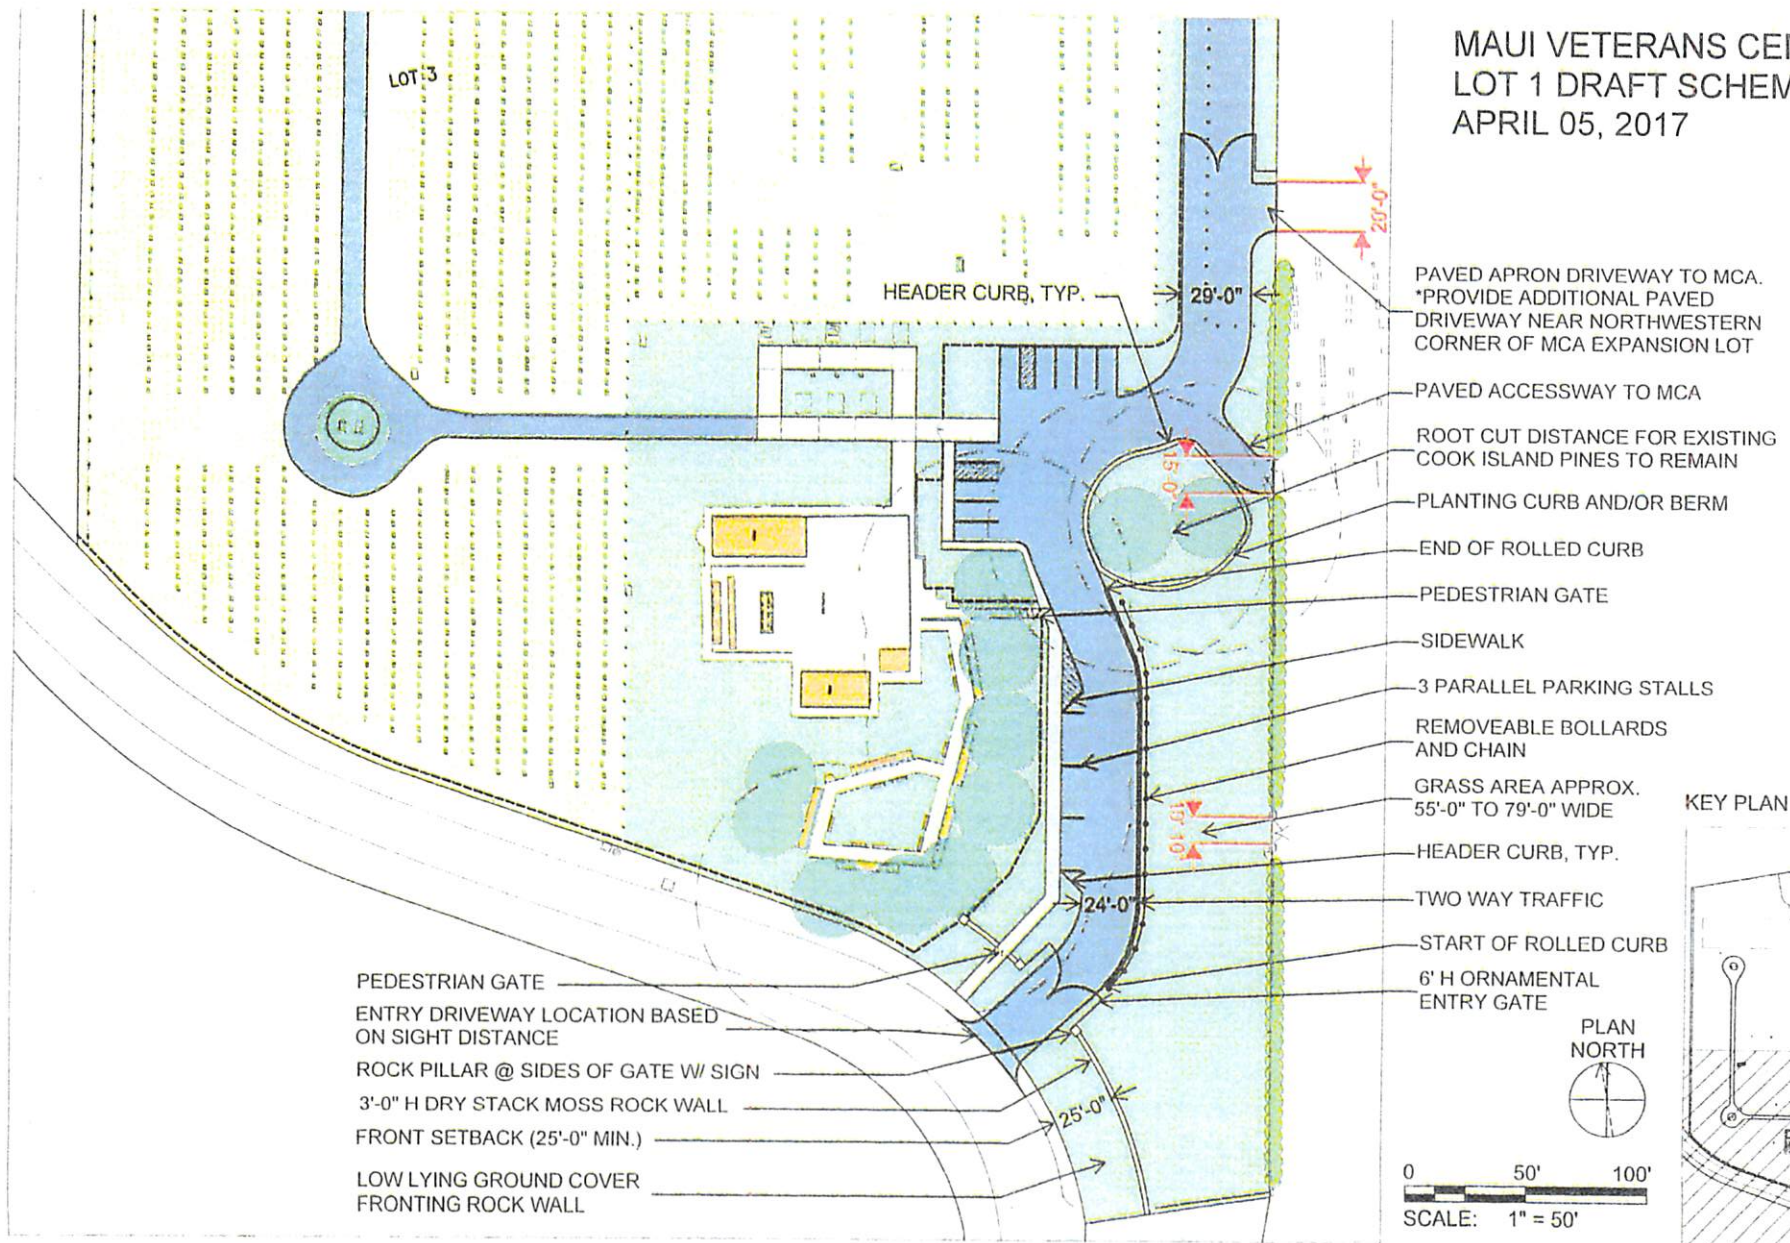 MAUI VETERANS CE
LOT 1 DRAFT SCHEM
APRIL 05, 2017
LOT 3
20'-0"
HEADER CURB, TYP.
29'-0"
PAVED APRON DRIVEWAY TO MCA.
*PROVIDE ADDITIONAL PAVED
DRIVEWAY NEAR NORTHWESTERN
CORNER OF MCA EXPANSION LOT
PAVED ACCESSWAY TO MCA
ROOT CUT DISTANCE FOR EXISTING
COOK ISLAND PINES TO REMAIN
15'-0"
PLANTING CURB AND/OR BERM
END OF ROLLED CURB
PEDESTRIAN GATE
SIDEWALK
3 PARALLEL PARKING STALLS
REMOVEABLE BOLLARDS
AND CHAIN
GRASS AREA APPROX.
55'-0" TO 79'-0" WIDE
KEY PLAN
HEADER CURB, TYP.
24'-0"
TWO WAY TRAFFIC
START OF ROLLED CURB
6' H ORNAMENTAL
ENTRY GATE
PEDESTRIAN GATE
ENTRY DRIVEWAY LOCATION BASED
ON SIGHT DISTANCE
ROCK PILLAR @ SIDES OF GATE W/ SIGN
3'-0" H DRY STACK MOSS ROCK WALL
FRONT SETBACK (25'-0" MIN.)
25'-0"
LOW LYING GROUND COVER
FRONTING ROCK WALL
PLAN
NORTH
0 50' 100'
SCALE: 1" = 50'